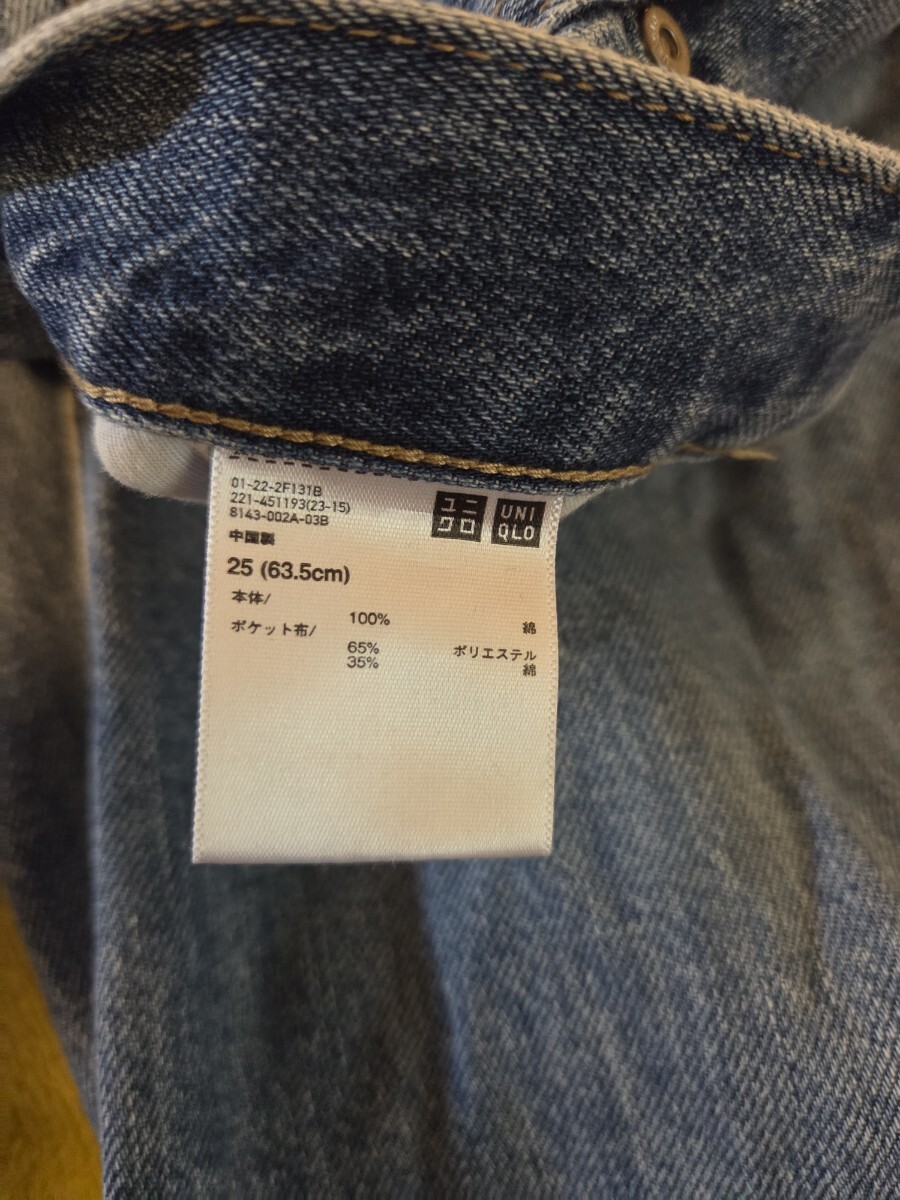 01-22-2F131B
221-451193(23-15)
8143-002A-03B
ユニ
クロ
UNI
QLO
中国製
25 (63.5cm)
本体/
100% 綿
ポケット布/
65% ポリエステル
35% 綿